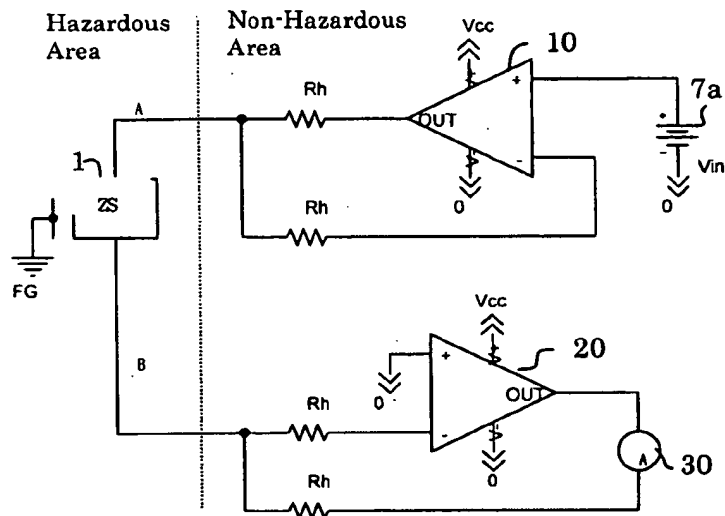 Hazardous
Area
Non-Hazardous
Area
Vcc
10
Rh
+
7a
A
OUT
+
-
-
Vin
1
ZS
0
0
Rh
FG
Vcc
B
+
20
0
OUT
Rh
-
0
A
30
Rh